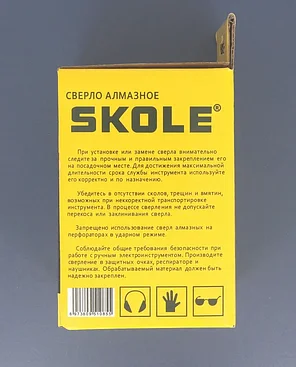 СВЕРЛО АЛМАЗНОЕ
SKOLE®
При установке или замене сверла внимательно
следите за прочным и правильным закреплением его
на посадочном месте. Для достижения максимальной
длительности срока службы инструмента используйте
его корректно и по назначению.
Убедитесь в отсутствии сколов, трещин и вмятин,
возможных при некорректной транспортировке
инструмента. В процессе сверления не допускайте
перекоса или заклинивания сверла.
Запрещено использование сверл алмазных на
перфораторах в ударном режиме.
Соблюдайте общие требования безопасности при
работе с ручным электроинструментом. Производите
сверление в защитных очках, респираторе и
наушниках. Обрабатываемый материал должен быть
надежно закреплен.